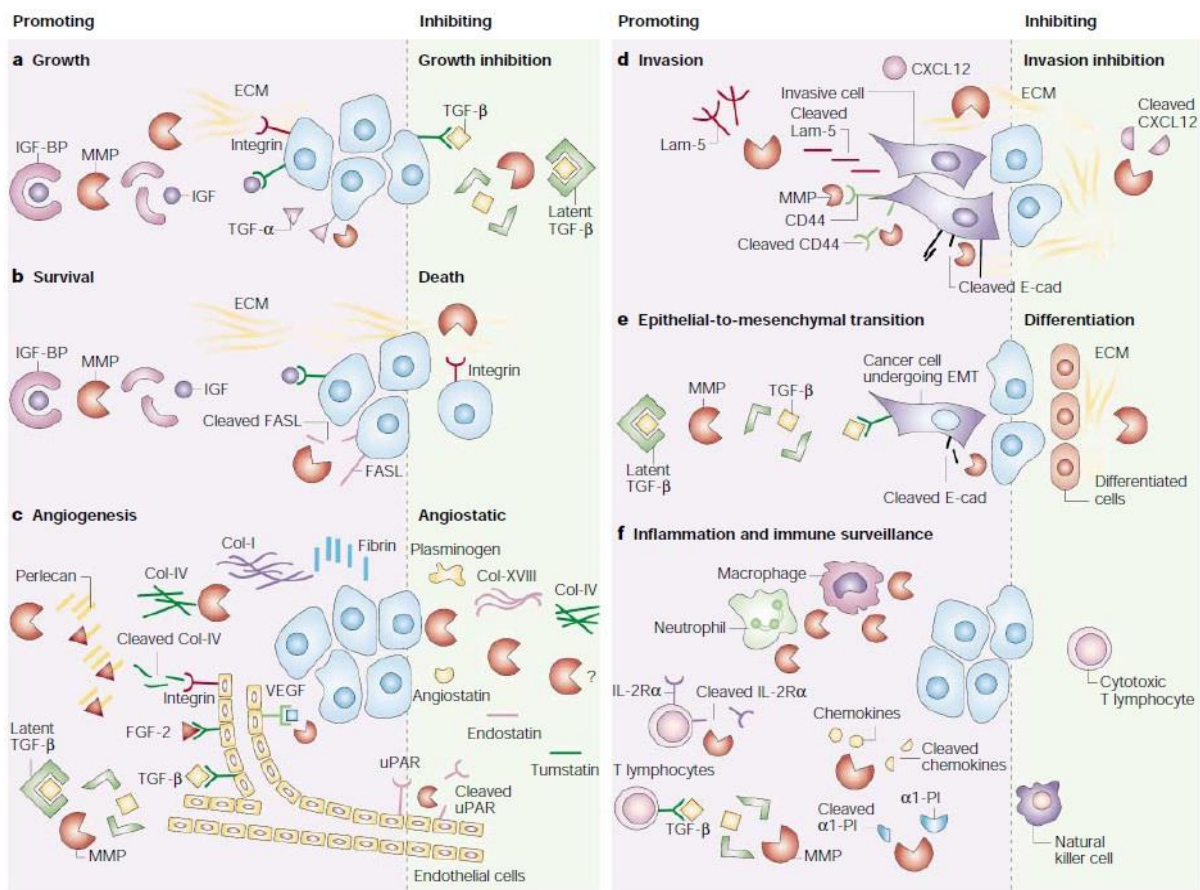 Promoting
Inhibiting
a Growth
Growth inhibition
ECM
TGF-β
IGF-BP
MMP
Integrin
IGF
TGF-α
Latent
TGF-β
b Survival
Death
ECM
IGF-BP
MMP
IGF
Integrin
Cleaved FASL
FASL
c Angiogenesis
Angiostatic
Col-I
Fibrin
Plasminogen
Perlecan
Col-IV
Col-XVIII
Col-IV
Cleaved Col-IV
?
Integrin
VEGF
Angiostatin
Latent
TGF-β
FGF-2
Endostatin
TGF-β
uPAR
Tumstatin
Cleaved
uPAR
MMP
Endothelial cells
Promoting
Inhibiting
d Invasion
Invasion inhibition
CXCL12
Invasive cell
ECM
Cleaved
CXCL12
Cleaved
Lam-5
Lam-5
MMP
CD44
Cleaved CD44
Cleaved E-cad
e Epithelial-to-mesenchymal transition
Differentiation
Cancer cell
undergoing EMT
ECM
MMP
TGF-β
Latent
TGF-β
Cleaved E-cad
Differentiated
cells
f Inflammation and immune surveillance
Macrophage
Neutrophil
IL-2Rα
Cleaved IL-2Rα
Cytotoxic
T lymphocyte
Chemokines
Cleaved
chemokines
T lymphocytes
α1-PI
Cleaved
α1-PI
TGF-β
MMP
Natural
killer cell